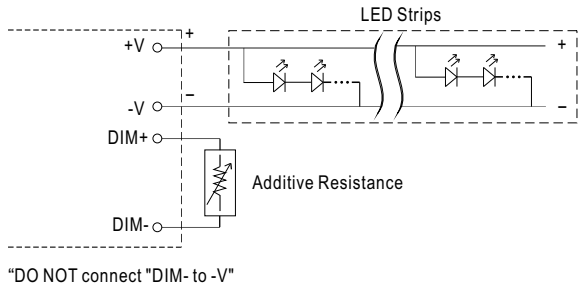 LED Strips
+V +
+
-V −
−
DIM+
Additive Resistance
DIM-
“DO NOT connect "DIM- to -V"